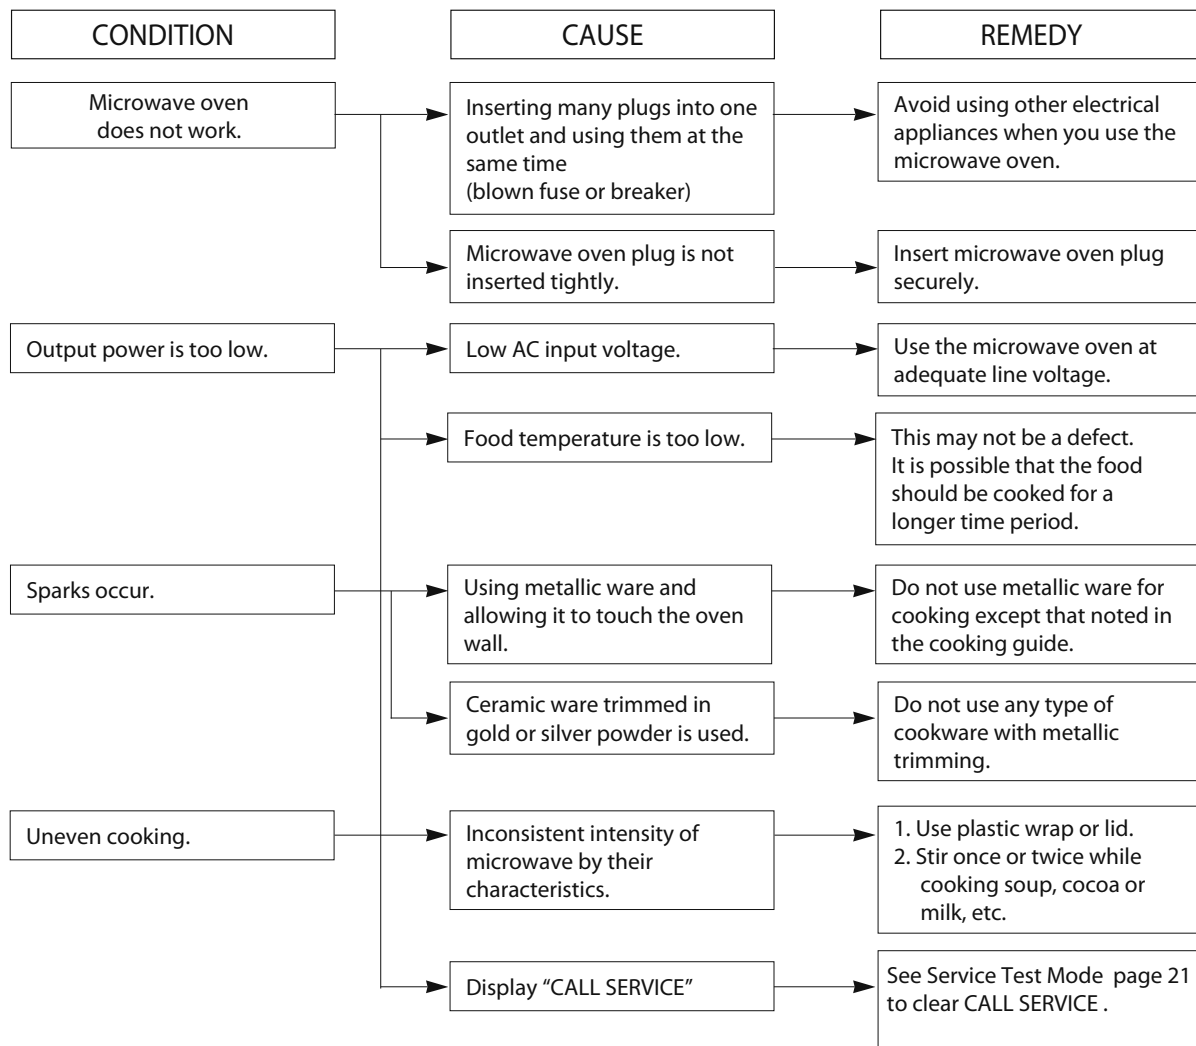 CONDITION
CAUSE
REMEDY
Microwave oven
does not work.
Inserting many plugs into one
outlet and using them at the
same time
(blown fuse or breaker)
Avoid using other electrical
appliances when you use the
microwave oven.
Microwave oven plug is not
inserted tightly.
Insert microwave oven plug
securely.
Output power is too low.
Low AC input voltage.
Use the microwave oven at
adequate line voltage.
Food temperature is too low.
This may not be a defect.
It is possible that the food
should be cooked for a
longer time period.
Sparks occur.
Using metallic ware and
allowing it to touch the oven
wall.
Do not use metallic ware for
cooking except that noted in
the cooking guide.
Ceramic ware trimmed in
gold or silver powder is used.
Do not use any type of
cookware with metallic
trimming.
Uneven cooking.
Inconsistent intensity of
microwave by their
characteristics.
1. Use plastic wrap or lid.
2. Stir once or twice while
cooking soup, cocoa or
milk, etc.
Display “CALL SERVICE”
See Service Test Mode page 21
to clear CALL SERVICE .